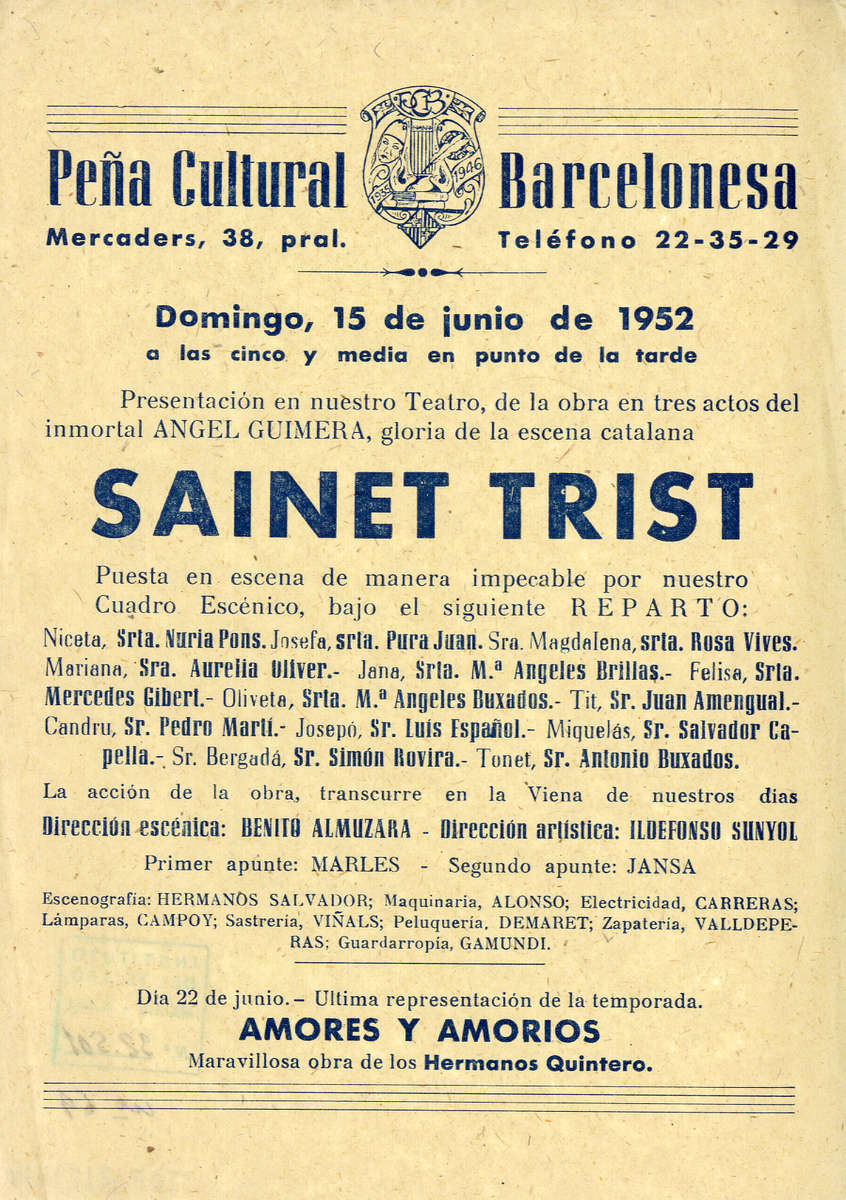 PCB
1935 1946
Peña Cultural Barcelonesa
Mercaders, 38, pral. Teléfono 22-35-29
Domingo, 15 de junio de 1952
a las cinco y media en punto de la tarde
Presentación en nuestro Teatro, de la obra en tres actos del
inmortal ANGEL GUIMERA, gloria de la escena catalana
SAINET TRIST
Puesta en escena de manera impecable por nuestro
Cuadro Escénico, bajo el siguiente REPARTO:
Niceta, Srta. Nuria Pons. Josefa, srta. Pura Juan. Sra. Magdalena, srta. Rosa Vives.
Mariana, Sra. Aurelia Oliver.- Jana, Srta. M.ª Angeles Brillas.- Felisa, Srta.
Mercedes Gibert.- Oliveta, Srta. M.ª Angeles Buxados.- Tit, Sr. Juan Amengual.-
Candru, Sr. Pedro Martí.- Josepó, Sr. Luis Español.- Miquelás, Sr. Salvador Ca-
pella.- Sr. Bergadá, Sr. Simón Rovira.- Tonet, Sr. Antonio Buxados.
La acción de la obra, transcurre en la Viena de nuestros dias
Dirección escénica: BENITO ALMUZARA - Dirección artística: ILDEFONSO SUNYOL
Primer apunte: MARLES - Segundo apunte: JANSA
Escenografía: HERMANOS SALVADOR; Maquinaria, ALONSO; Electricidad, CARRERAS;
Lámparas, CAMPOY; Sastrería, VIÑALS; Peluquería, DEMARET; Zapatería, VALLDEPE-
RAS; Guardarropía, GAMUNDI.
Día 22 de junio.- Ultima representación de la temporada.
AMORES Y AMORIOS
Maravillosa obra de los Hermanos Quintero.